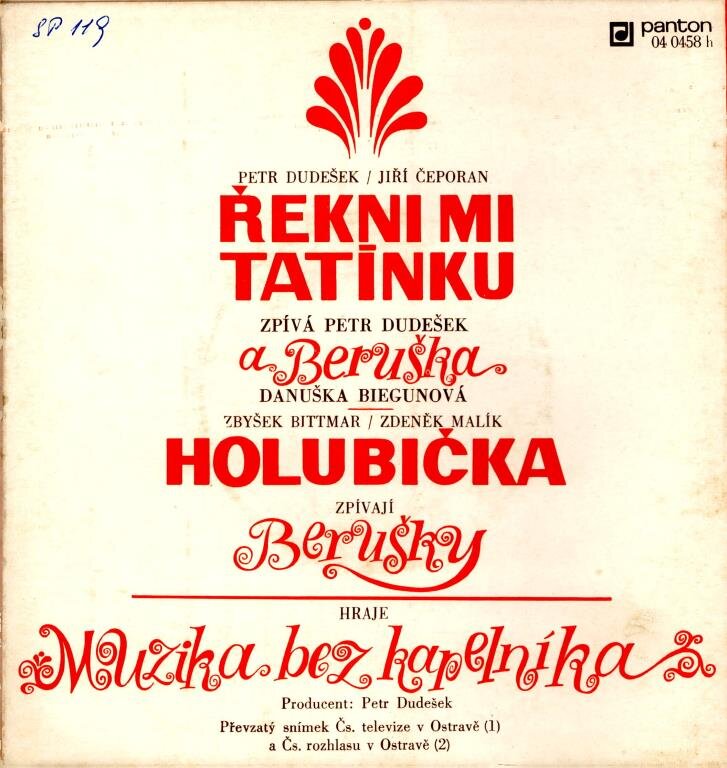 SP 119
panton
04 0458 h
PETR DUDEŠEK / JIŘÍ ČEPORAN
ŘEKNI MI
TATÍNKU
ZPÍVÁ PETR DUDEŠEK
a Beruška
DANUŠKA BIEGUNOVÁ
ZBYŠEK BITTMAR / ZDENĚK MALÍK
HOLUBIČKA
ZPÍVAJÍ
Berušky
HRAJE
Muzika bez kapelníka
Producent: Petr Dudešek
Převzatý snímek Čs. televize v Ostravě (1)
a Čs. rozhlasu v Ostravě (2)